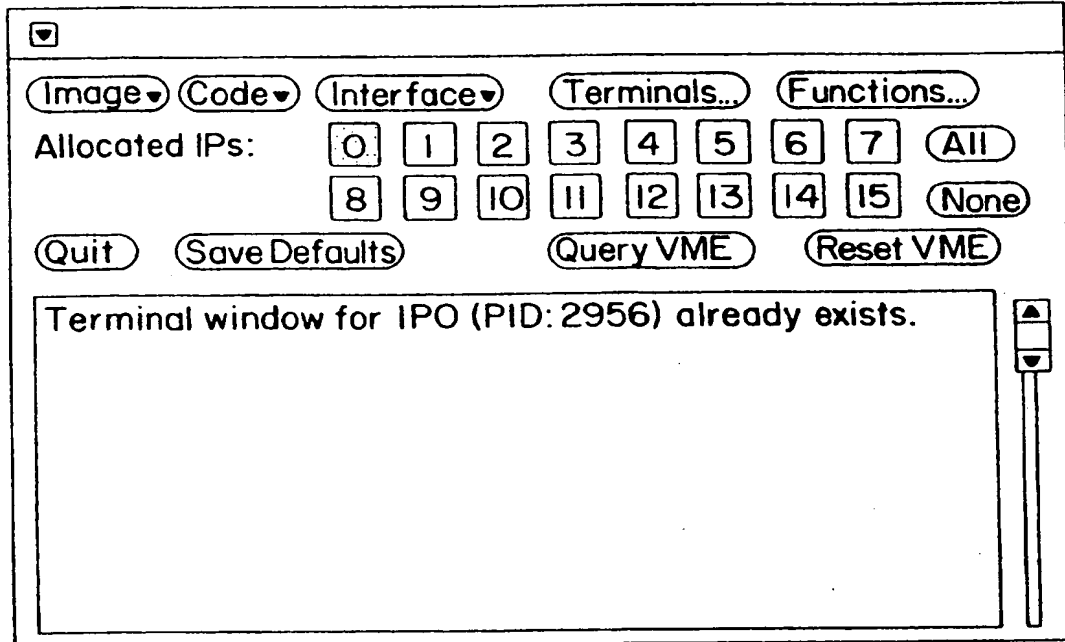 Image Code Interface Terminals... Functions...
Allocated IPs: 0 1 2 3 4 5 6 7 All
8 9 10 11 12 13 14 15 None
Quit Save Defaults Query VME Reset VME
Terminal window for IPO (PID: 2956) already exists.